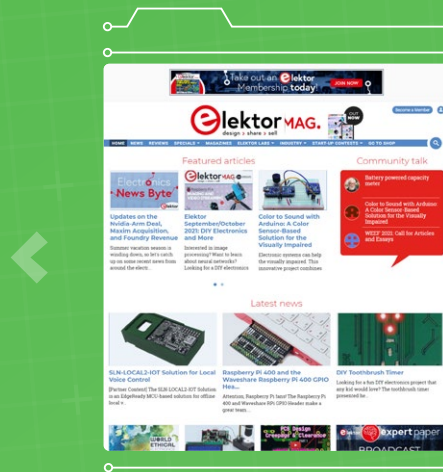 Take out an elektor
Membership today!
JOIN NOW
elektor MAG.
design > share > sell
OUT
NOW
Become a Member
HOME NEWS REVIEWS SPECIALS MAGAZINES ELEKTOR LABS INDUSTRY START-UP CONTESTS GO TO SHOP
Featured articles
Community talk
Electronics
News Byte
elektor MAG
Updates on the
Nvidia-Arm Deal,
Maxim Acquisition,
and Foundry Revenue
Summer vacation season is
winding down, so let's catch
up on some recent news from
around the electr...
Elektor
September/October
2021: DIY Electronics
and More
Interested in image
processing? Want to learn
about neural networks?
Looking for a DIY electronics
Color to Sound with
Arduino: A Color
Sensor-Based
Solution for the
Visually Impaired
Electronic systems can help
the visually impaired. This
innovative project combines
Battery powered capacity
meter
Color to Sound with Arduino:
A Color Sensor-Based
Solution for the Visually
Impaired
WEEF 2021: Call for Articles
and Essays
Latest news
SLN-LOCAL2-IOT Solution for Local
Voice Control
[Partner Content] The SLN-LOCAL2-IOT Solution
is an EdgeReady MCU-based solution for offline
local v...
Raspberry Pi 400 and the
Waveshare Raspberry Pi 400 GPIO
Hea...
Attention, Raspberry Pi fans! The Raspberry Pi
400 and Waveshare RPi GPIO Header make a
great team...
DIY Toothbrush Timer
Looking for a fun DIY electronics project that
any kid would love? The toothbrush timer
presented he...
WORLD
ETHICAL
PCB Design
Creepage & Clearance
elektor expert paper
BROADCAST